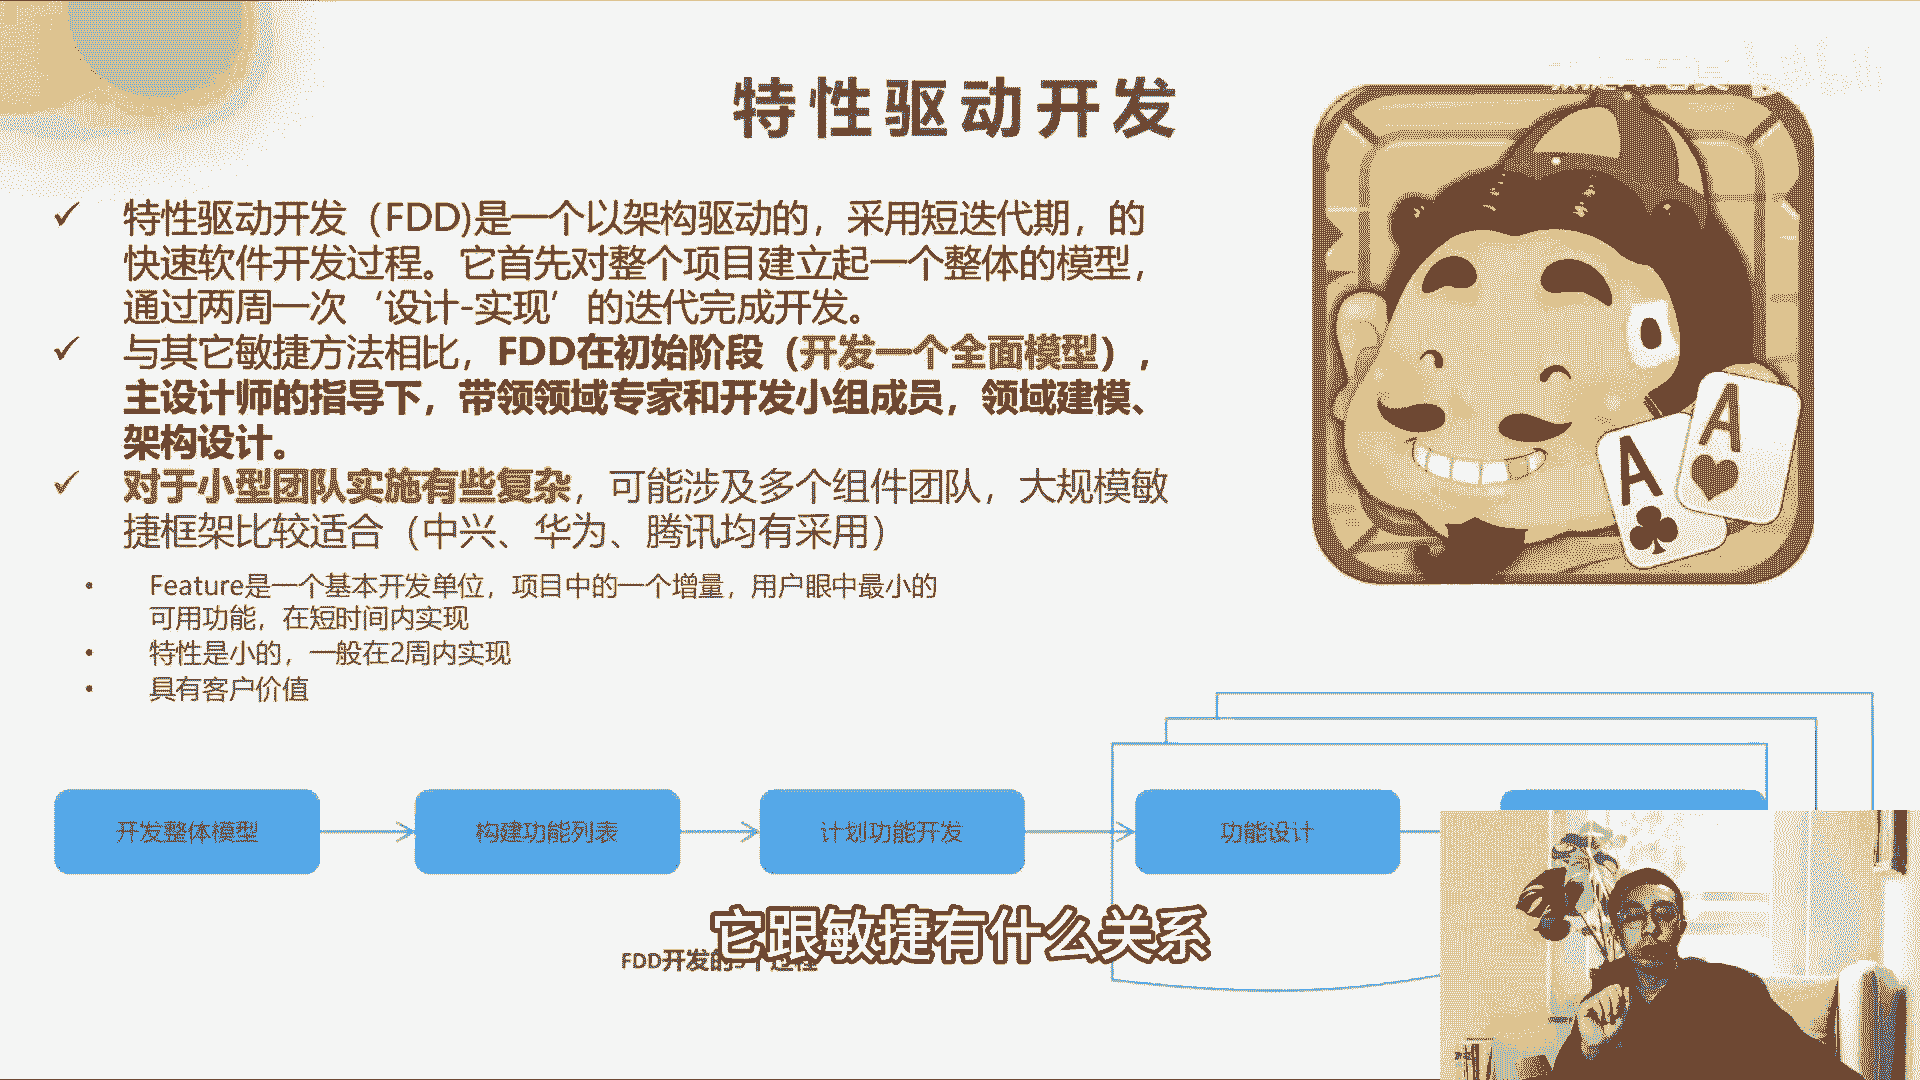 特性驱动开发
特性驱动开发（FDD)是一个以架构驱动的，采用短迭代期，的
快速软件开发过程。它首先对整个项目建立起一个整体的模型，
通过两周一次‘设计-实现’的迭代完成开发。
与其它敏捷方法相比，FDD在初始阶段（开发一个全面模型），
主设计师的指导下，带领领域专家和开发小组成员，领域建模、
架构设计。
对于小型团队实施有些复杂，可能涉及多个组件团队，大规模敏
捷框架比较适合（中兴、华为、腾讯均有采用）
Feature是一个基本开发单位，项目中的一个增量，用户眼中最小的
可用功能，在短时间内实现
特性是小的，一般在2周内实现
具有客户价值
A
A
开发整体模型
构建功能列表
计划功能开发
功能设计
它跟敏捷有什么关系
FDD开发的5个过程